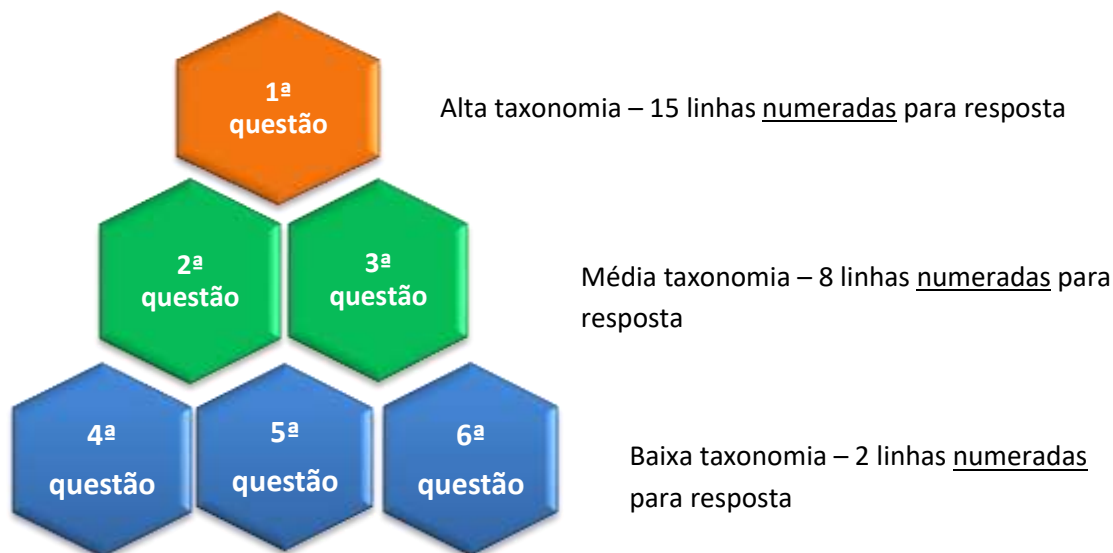 1ª
questão
Alta taxonomia – 15 linhas numeradas para resposta
2ª
questão
3ª
questão
Média taxonomia – 8 linhas numeradas para
resposta
4ª
questão
5ª
questão
6ª
questão
Baixa taxonomia – 2 linhas numeradas
para resposta